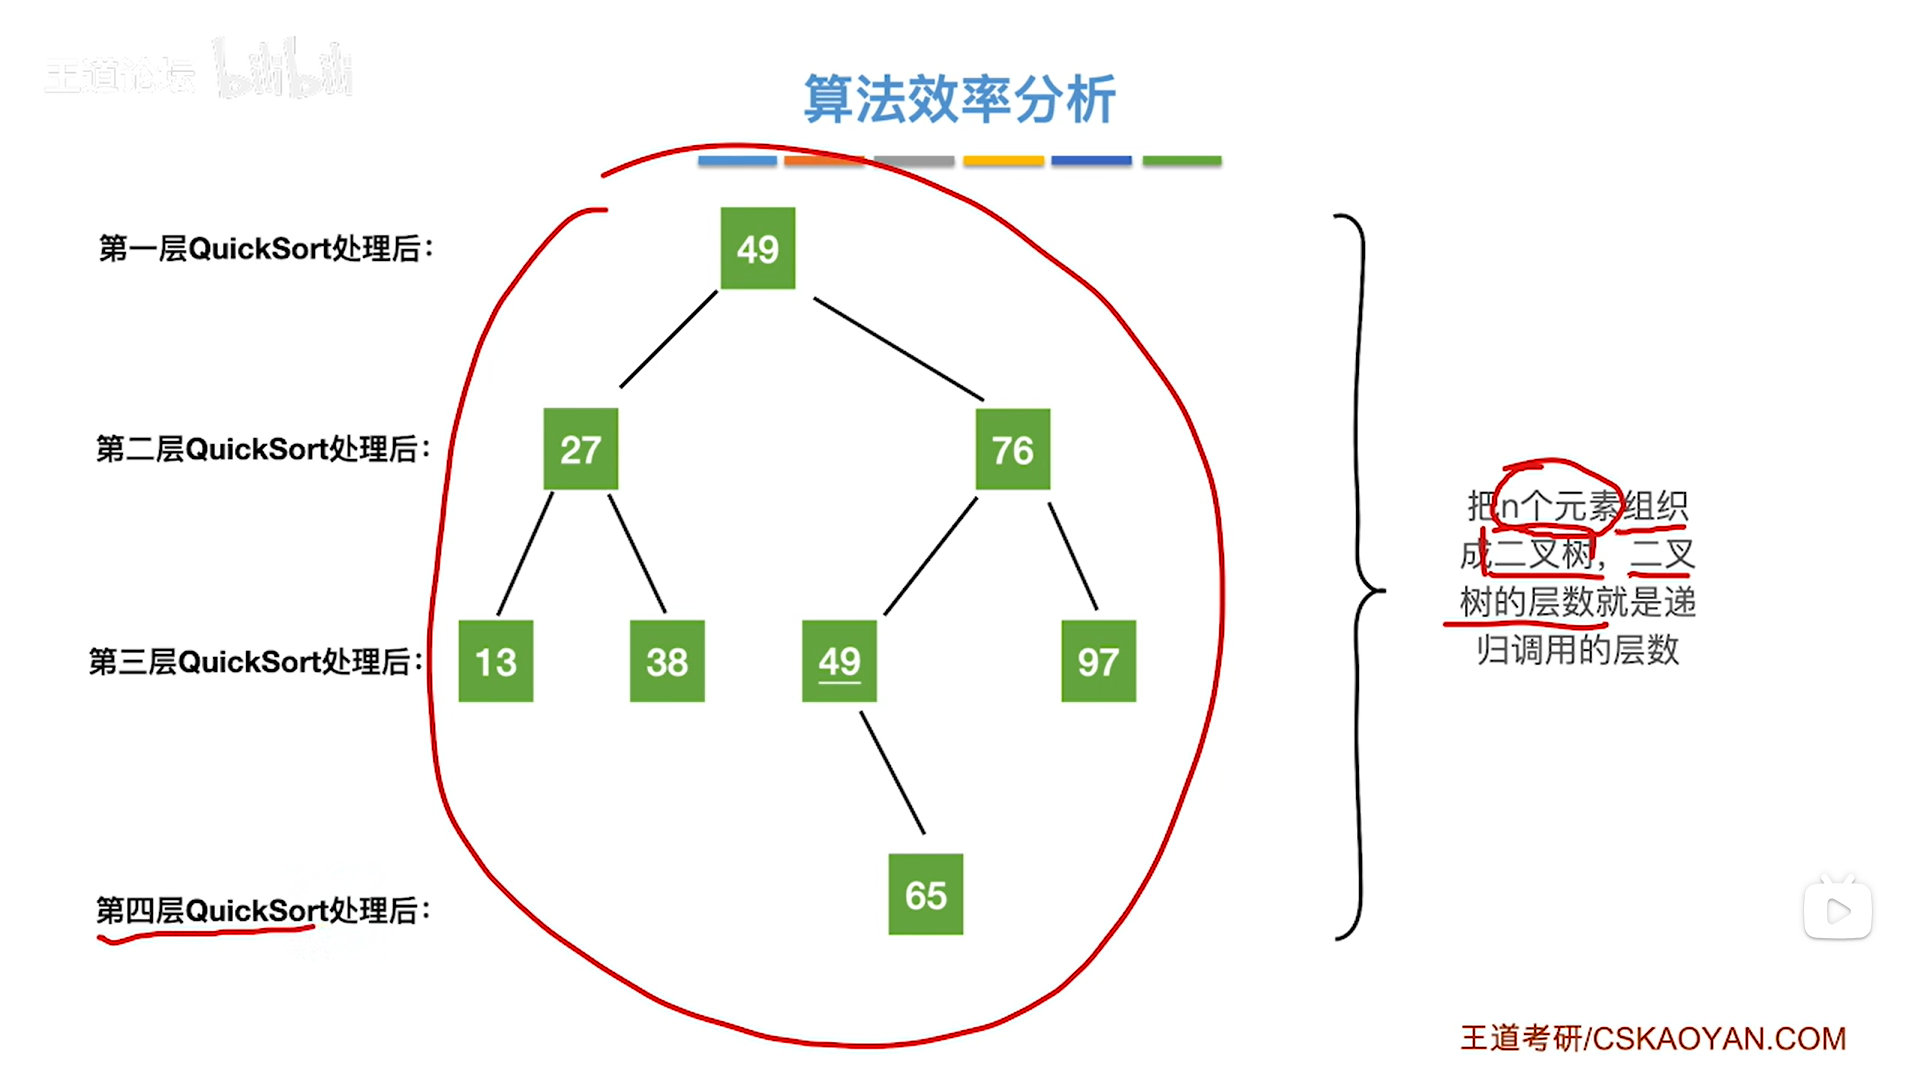 王道论坛 bilibili
算法效率分析
第一层QuickSort处理后：
49
第二层QuickSort处理后：
27
76
第三层QuickSort处理后：
13
38
49
97
第四层QuickSort处理后：
65
把n个元素组织
成二叉树，二叉
树的层数就是递
归调用的层数
王道考研/CSKAOYAN.COM